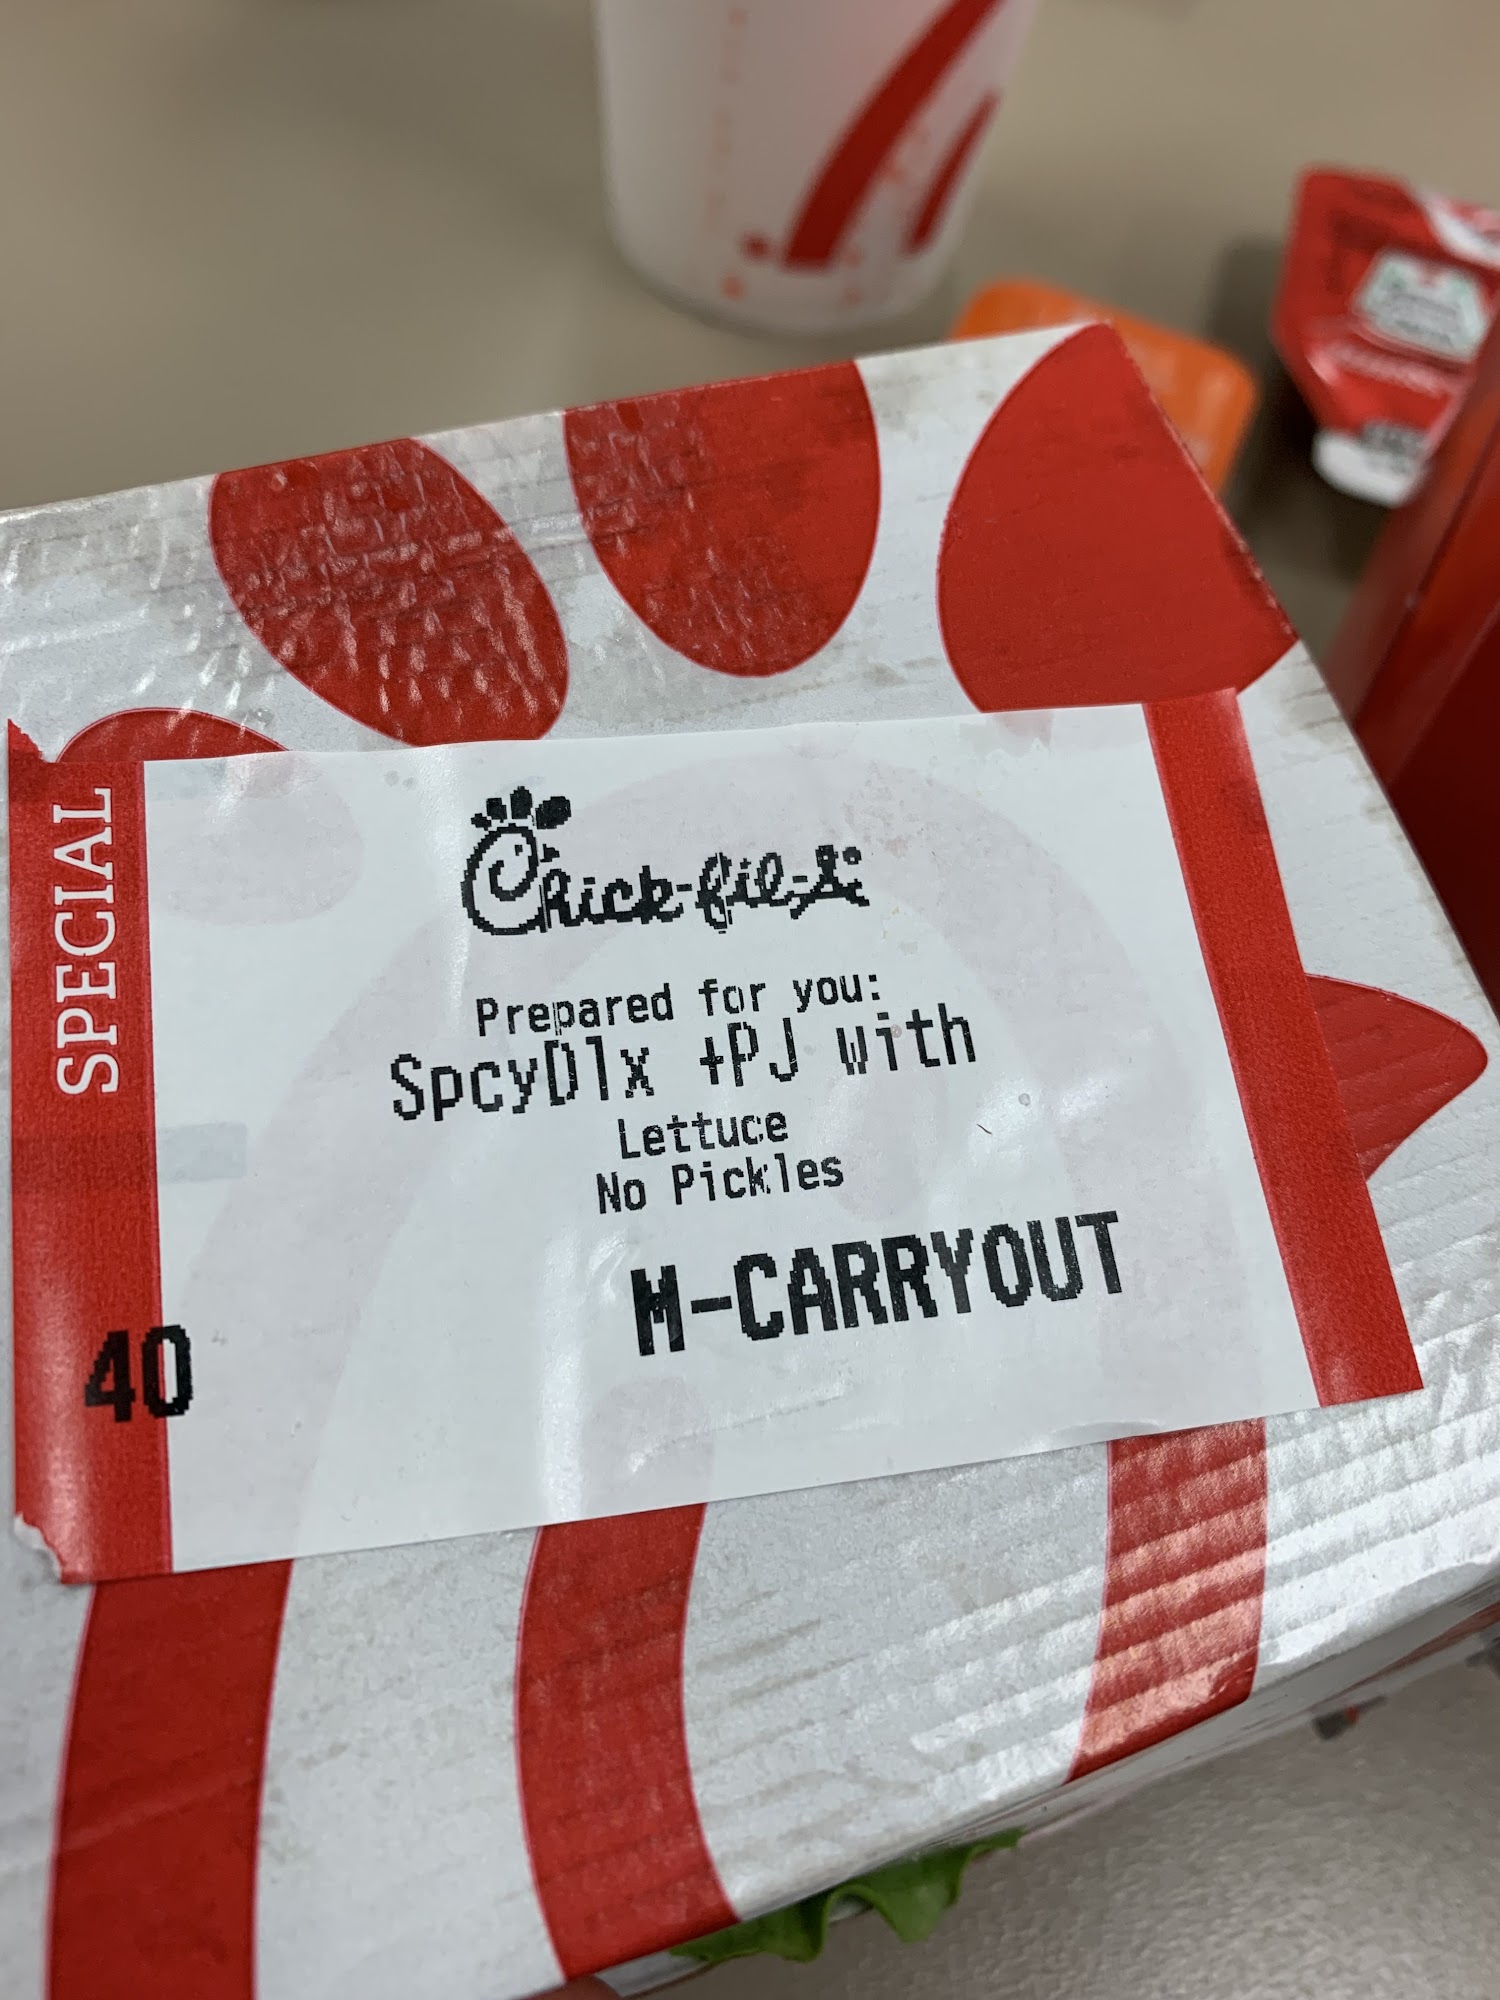 SPECIAL
Chick-fil-A
Prepared for you:
SpcyDlx +PJ with
Lettuce
No Pickles
M-CARRYOUT
40